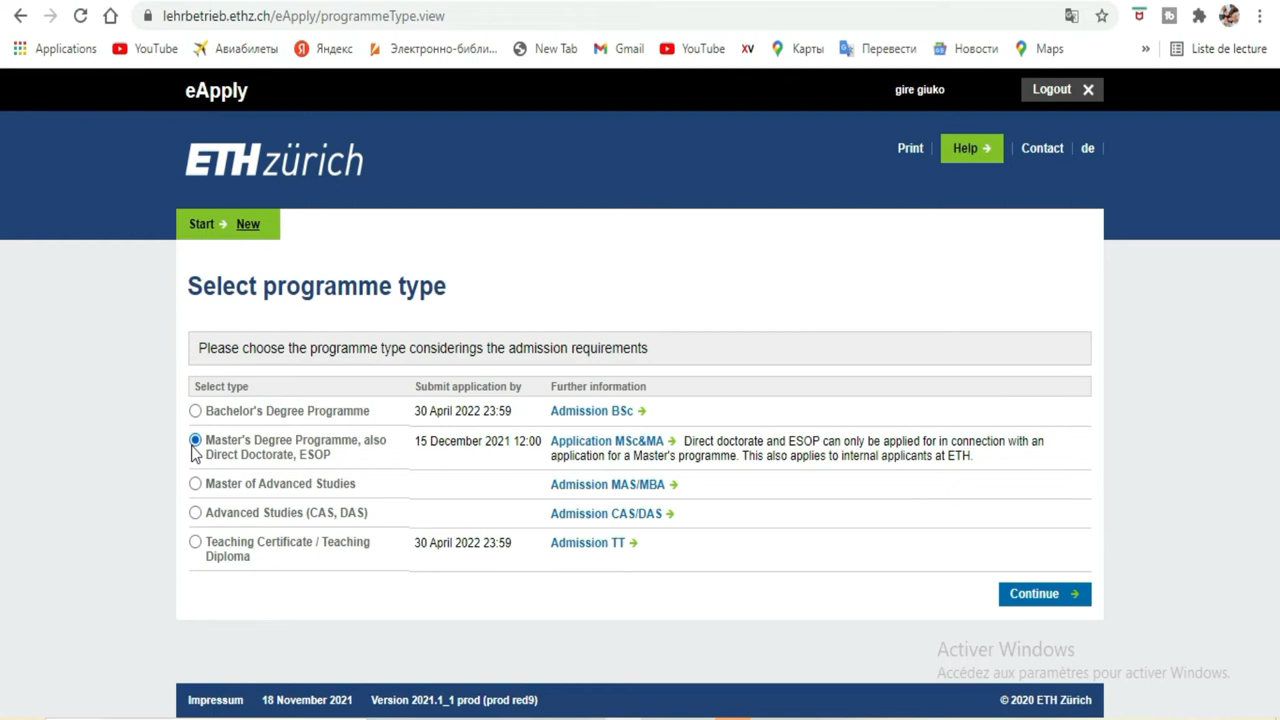 lehrbetrieb.ethz.ch/eApply/programmeType.view
Applications YouTube Авиабилеты Яндекс Электронно-библи... New Tab Gmail YouTube XV Карты Перевести Новости Maps » Liste de lecture
eApply gire giuko Logout
ETH zürich Print Help Contact de
Start New
Select programme type
Please choose the programme type considerings the admission requirements
Select type Submit application by Further information
Bachelor's Degree Programme 30 April 2022 23:59 Admission BSc
Master's Degree Programme, also 15 December 2021 12:00 Application MSc&MA Direct doctorate and ESOP can only be applied for in connection with an
Direct Doctorate, ESOP application for a Master's programme. This also applies to internal applicants at ETH.
Master of Advanced Studies Admission MAS/MBA
Advanced Studies (CAS, DAS) Admission CAS/DAS
Teaching Certificate / Teaching 30 April 2022 23:59 Admission TT
Diploma
Continue
Activer Windows
Accédez aux paramètres pour activer Windows.
Impressum 18 November 2021 Version 2021.1_1 prod (prod red9) © 2020 ETH Zürich